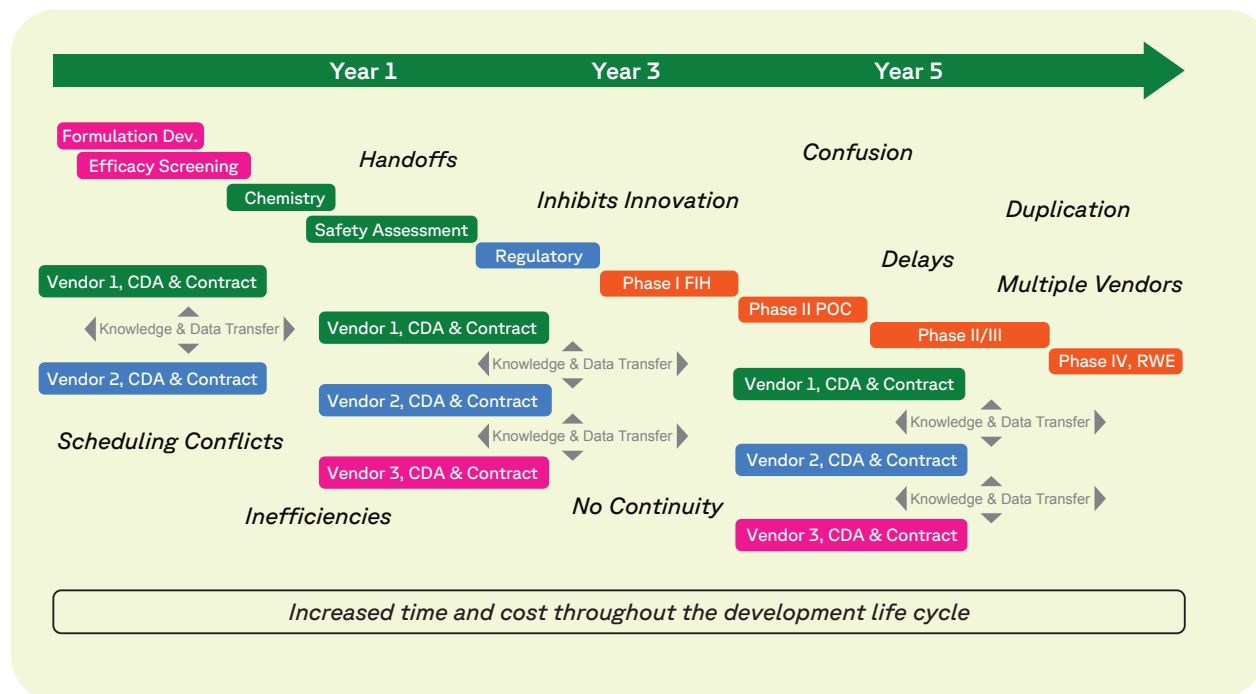 Year 1
Year 3
Year 5
Formulation Dev.
Efficacy Screening
Handoffs
Confusion
Chemistry
Inhibits Innovation
Duplication
Safety Assessment
Regulatory
Delays
Vendor 1, CDA & Contract
Phase I FIH
Multiple Vendors
Knowledge & Data Transfer
Vendor 1, CDA & Contract
Phase II POC
Phase II/III
Vendor 2, CDA & Contract
Knowledge & Data Transfer
Phase IV, RWE
Vendor 2, CDA & Contract
Vendor 1, CDA & Contract
Scheduling Conflicts
Knowledge & Data Transfer
Knowledge & Data Transfer
Vendor 3, CDA & Contract
Vendor 2, CDA & Contract
Inefficiencies
No Continuity
Knowledge & Data Transfer
Vendor 3, CDA & Contract
Increased time and cost throughout the development life cycle